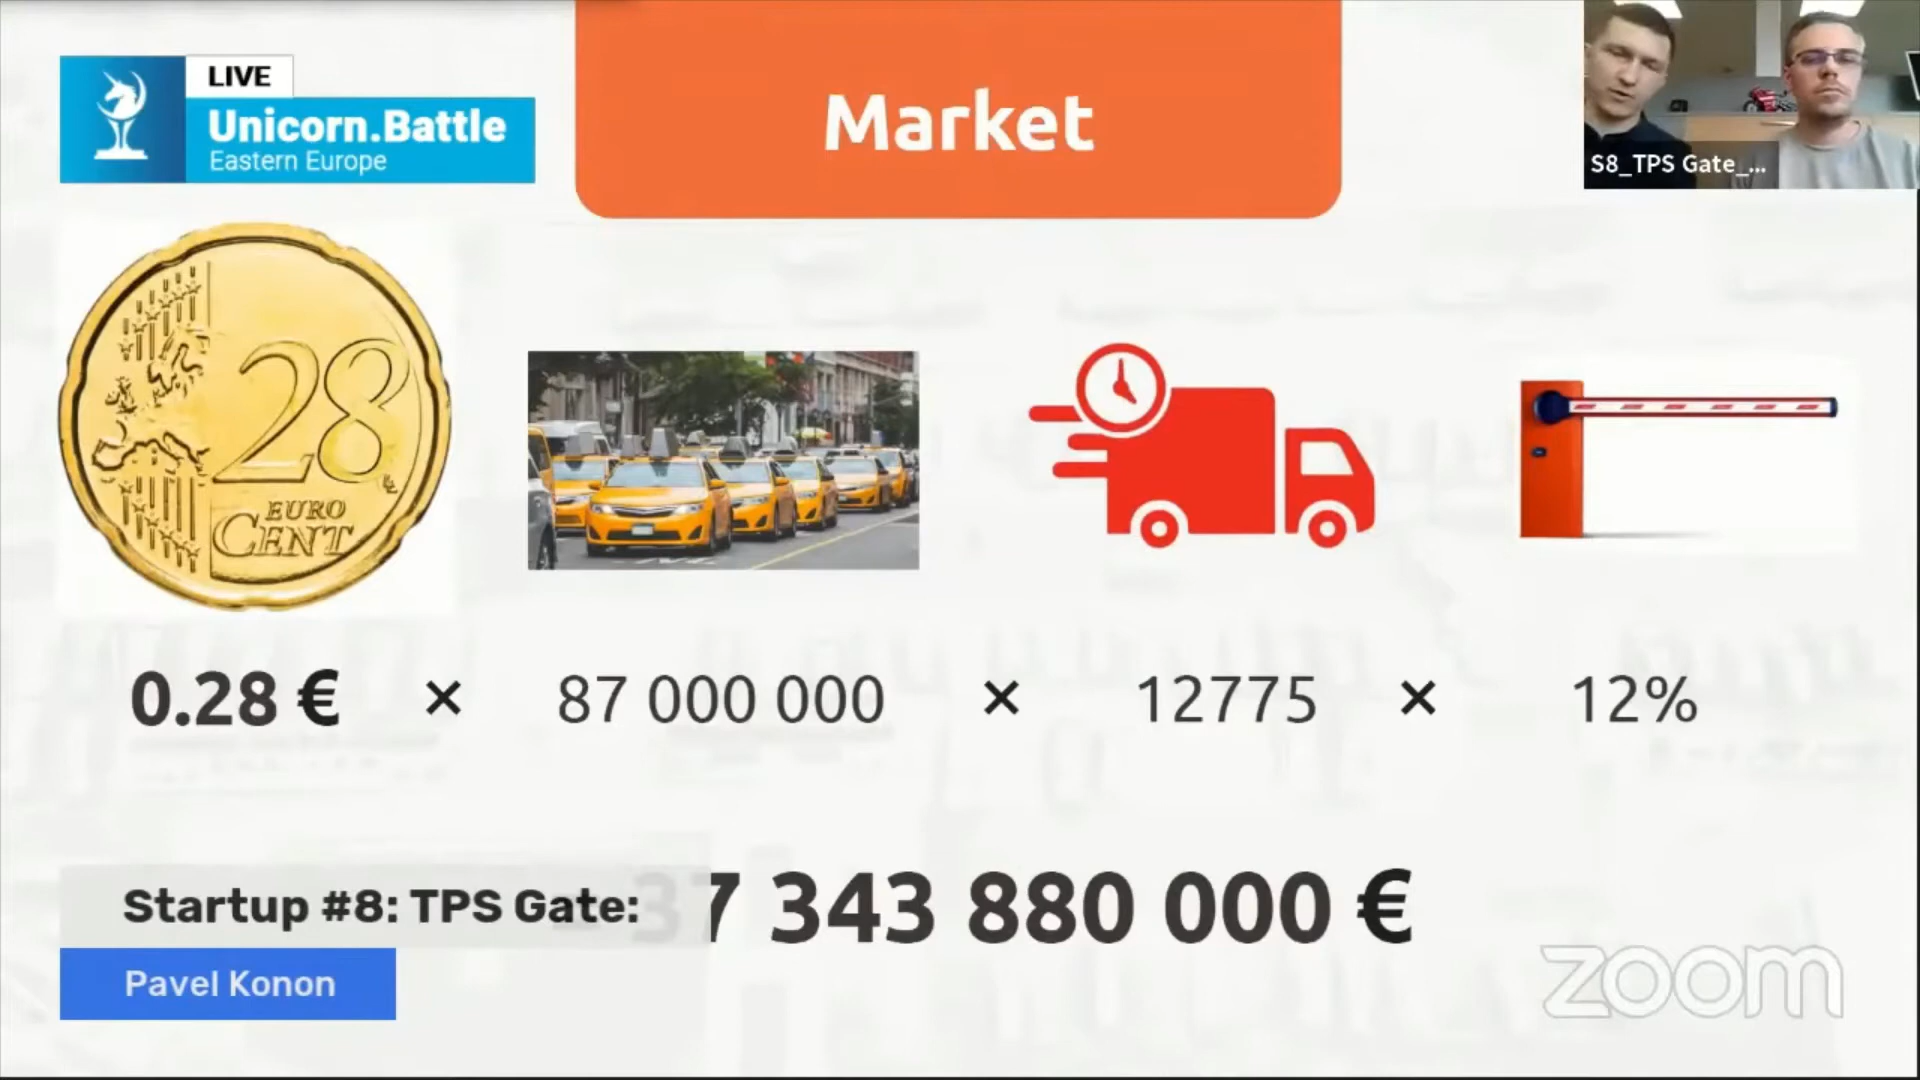 LIVE
Unicorn.Battle
Eastern Europe
Market
S8_TPS Gate_...
28
EURO
CENT
0.28 € × 87 000 000 × 12775 × 12%
Startup #8: TPS Gate:
= 37 343 880 000 €
Pavel Konon
zoom